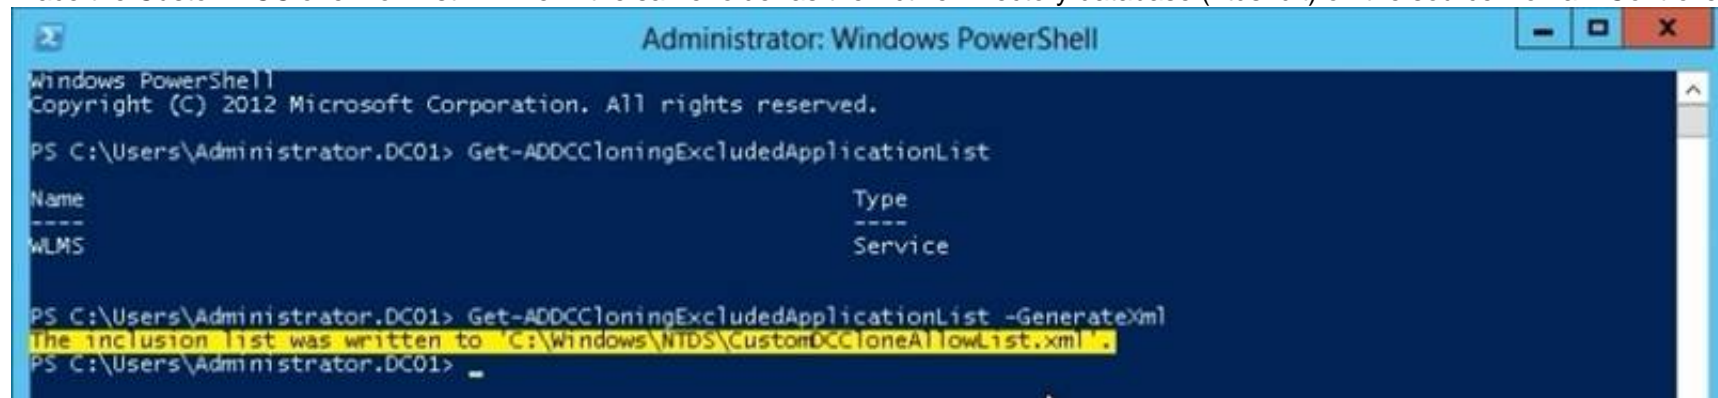 Administrator: Windows PowerShell
Windows PowerShell
Copyright (C) 2012 Microsoft Corporation. All rights reserved.
PS C:\Users\Administrator.DC01> Get-ADDCCloningExcludedApplicationList
Name Type
---- ----
WLMS Service
PS C:\Users\Administrator.DC01> Get-ADDCCloningExcludedApplicationList -GenerateXml
The inclusion list was written to 'C:\Windows\NTDS\CustomDCCloneAllowList.xml'.
PS C:\Users\Administrator.DC01> _